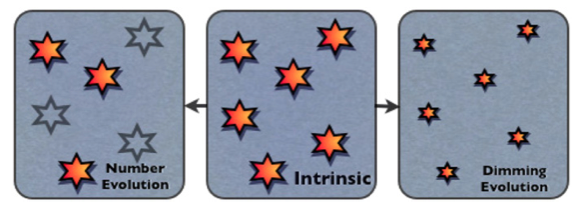 Number
Evolution
Intrinsic
Dimming
Evolution